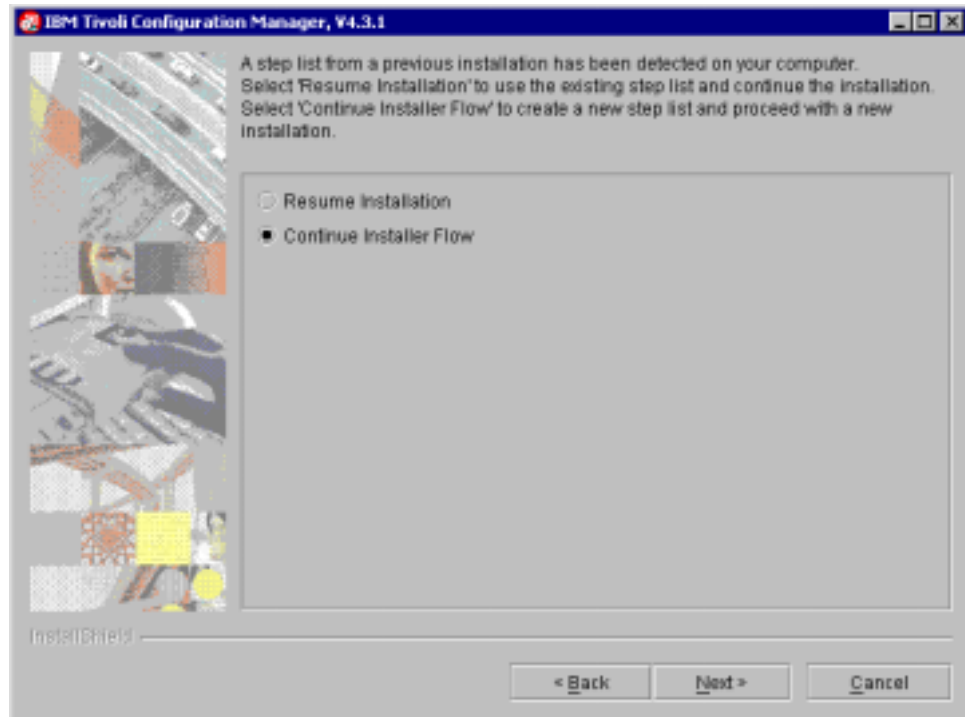 IBM Tivoli Configuration Manager, V4.3.1
A step list from a previous installation has been detected on your computer.
Select 'Resume Installation' to use the existing step list and continue the installation.
Select 'Continue Installer Flow' to create a new step list and proceed with a new
installation.
Resume Installation
Continue Installer Flow
InstallShield
< Back
Next >
Cancel